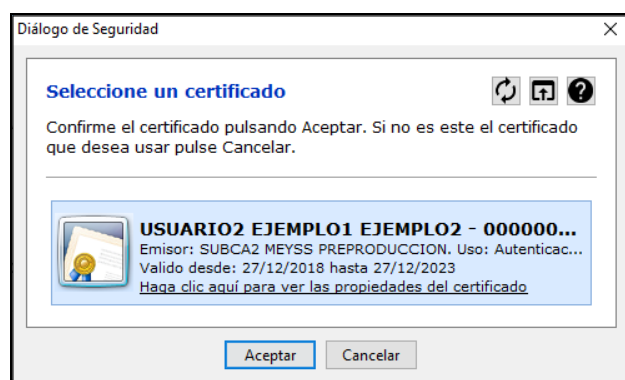 Diálogo de Seguridad
Seleccione un certificado
Confirme el certificado pulsando Aceptar. Si no es este el certificado
que desea usar pulse Cancelar.
USUARIO2 EJEMPLO1 EJEMPLO2 - 000000...
Emisor: SUBCA2 MEYSS PREPRODUCCION. Uso: Autenticac...
Valido desde: 27/12/2018 hasta 27/12/2023
Haga clic aquí para ver las propiedades del certificado
Aceptar
Cancelar